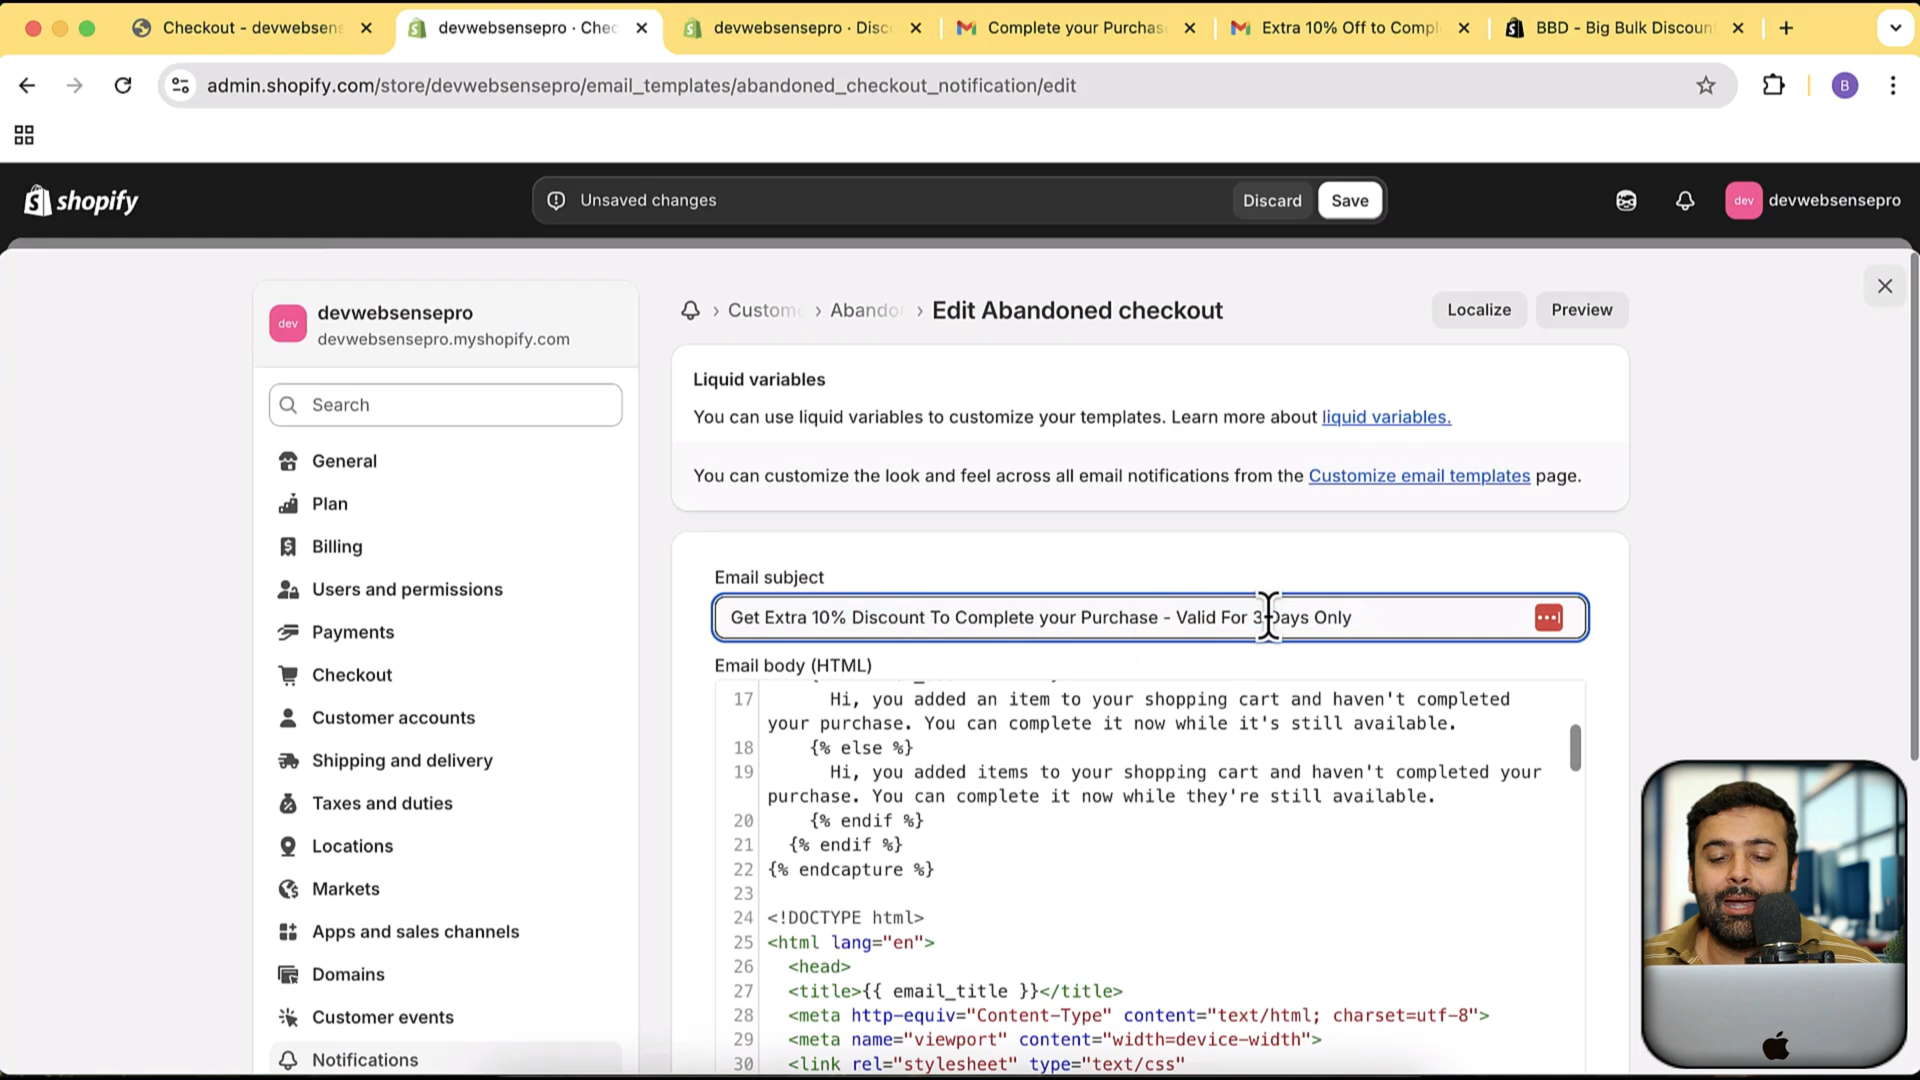 Checkout - devwebsens
devwebsensepro · Chec
devwebsensepro · Disc
Complete your Purchas
Extra 10% Off to Compl
BBD - Big Bulk Discoun
admin.shopify.com/store/devwebsensepro/email_templates/abandoned_checkout_notification/edit
B
shopify
Unsaved changes
Discard
Save
dev
devwebsensepro
dev
devwebsensepro
devwebsensepro.myshopify.com
Search
General
Plan
Billing
Users and permissions
Payments
Checkout
Customer accounts
Shipping and delivery
Taxes and duties
Locations
Markets
Apps and sales channels
Domains
Customer events
Notifications
› Custome › Abando › Edit Abandoned checkout
Localize
Preview
Liquid variables
You can use liquid variables to customize your templates. Learn more about liquid variables.
You can customize the look and feel across all email notifications from the Customize email templates page.
Email subject
Get Extra 10% Discount To Complete your Purchase - Valid For 3 Days Only
Email body (HTML)
17 Hi, you added an item to your shopping cart and haven't completed
your purchase. You can complete it now while it's still available.
18 {% else %}
19 Hi, you added items to your shopping cart and haven't completed your
purchase. You can complete it now while they're still available.
20 {% endif %}
21 {% endif %}
22 {% endcapture %}
23
24 <!DOCTYPE html>
25 <html lang="en">
26 <head>
27 <title>{{ email_title }}</title>
28 <meta http-equiv="Content-Type" content="text/html; charset=utf-8">
29 <meta name="viewport" content="width=device-width">
30 <link rel="stylesheet" type="text/css"